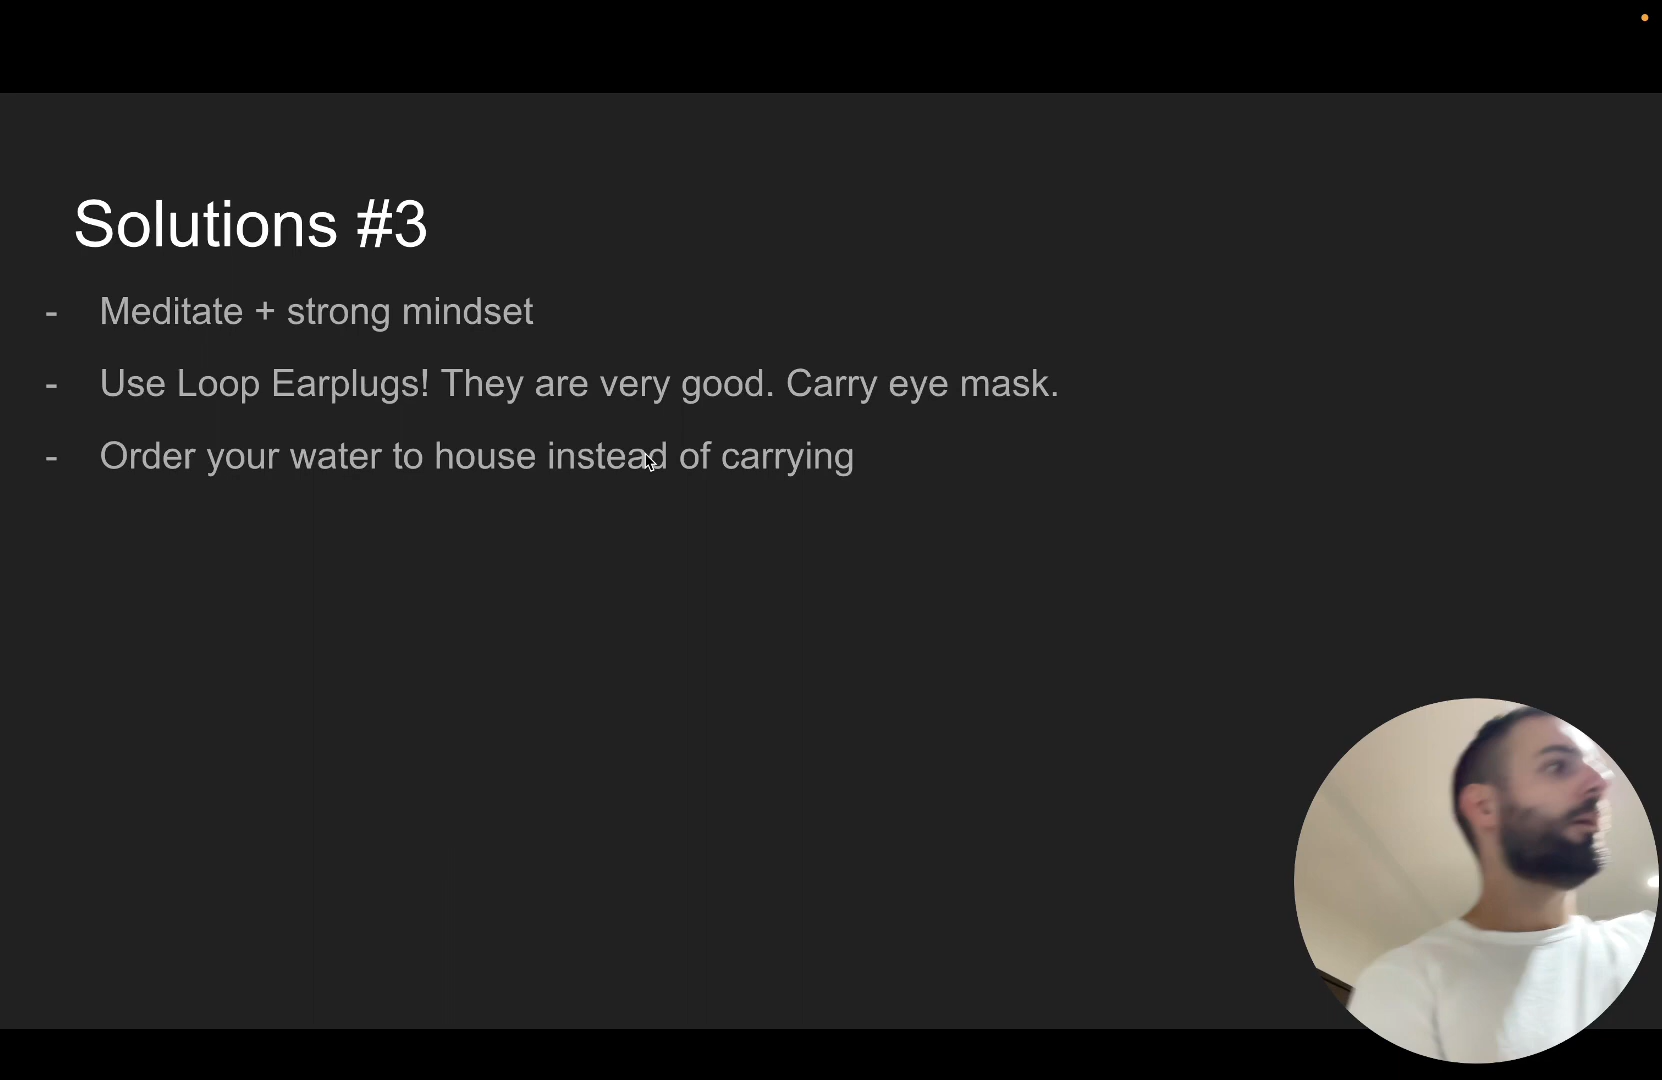 Solutions #3
- Meditate + strong mindset
- Use Loop Earplugs! They are very good. Carry eye mask.
- Order your water to house instead of carrying